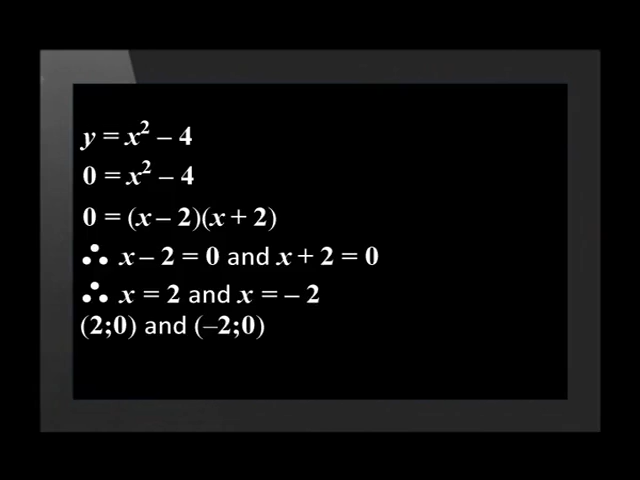 y = x² – 4
0 = x² – 4
0 = (x – 2)(x + 2)
∴ x – 2 = 0 and x + 2 = 0
∴ x = 2 and x = – 2
(2;0) and (–2;0)